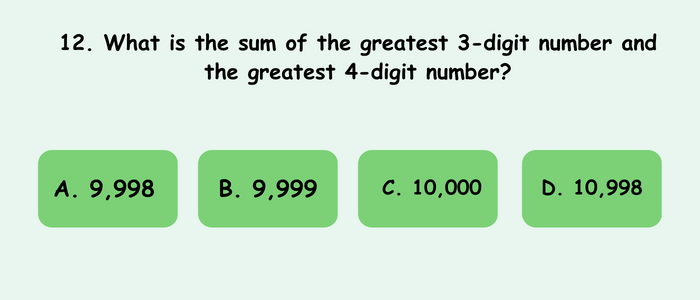 12. What is the sum of the greatest 3-digit number and
the greatest 4-digit number?
A. 9,998
B. 9,999
C. 10,000
D. 10,998